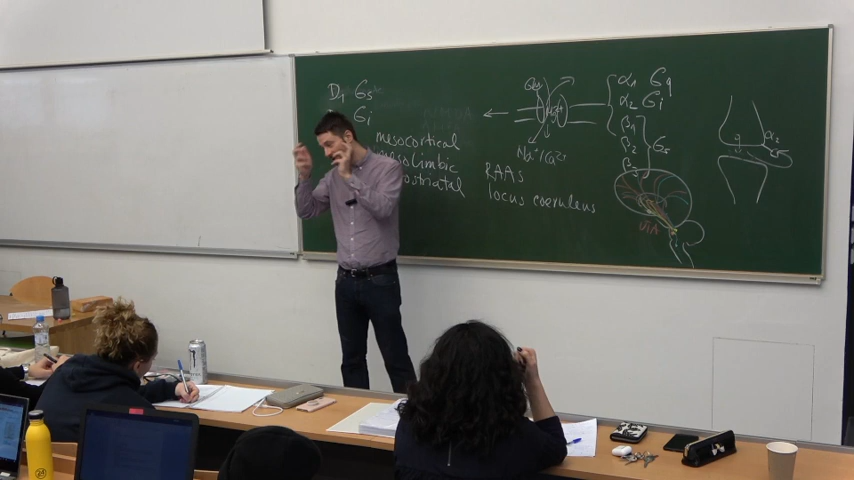 D1 Gs
Gi
mesocortical
mesolimbic
striatal
Na+/Ca2+
RAAS
locus coeruleus
α1 Gq
α2 Gi
β1
β2
β3
Gs
VTA
α2